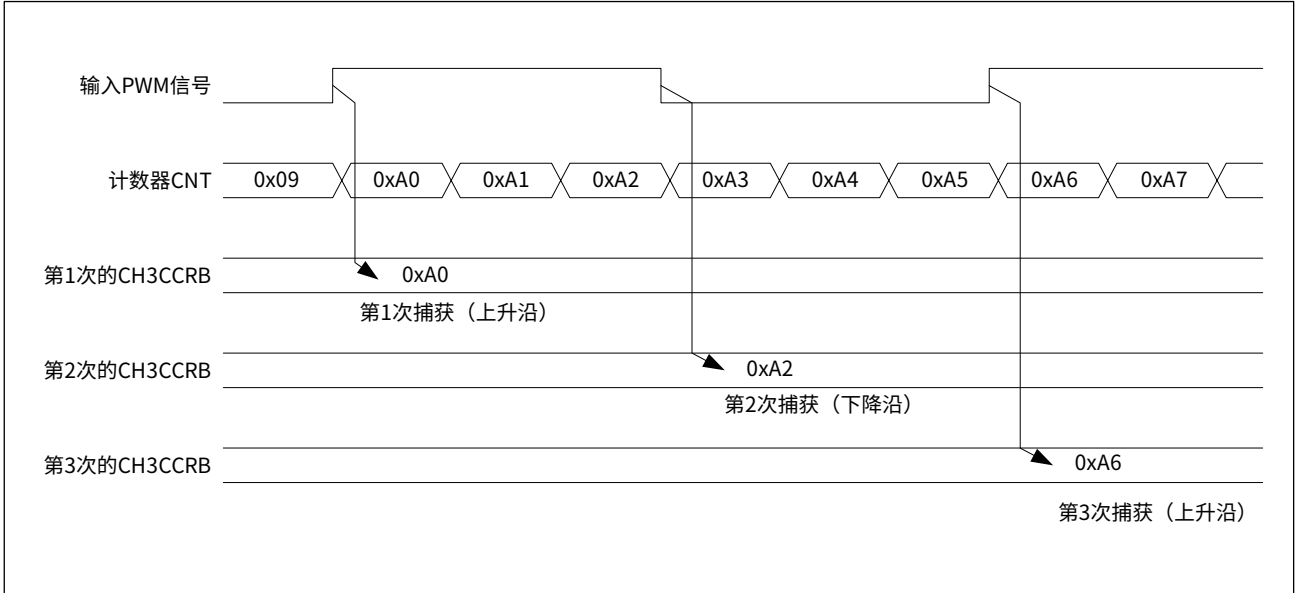 输入PWM信号
计数器CNT 0x09 0xA0 0xA1 0xA2 0xA3 0xA4 0xA5 0xA6 0xA7
第1次的CH3CCRB 0xA0
第1次捕获（上升沿）
第2次的CH3CCRB 0xA2
第2次捕获（下降沿）
第3次的CH3CCRB 0xA6
第3次捕获（上升沿）